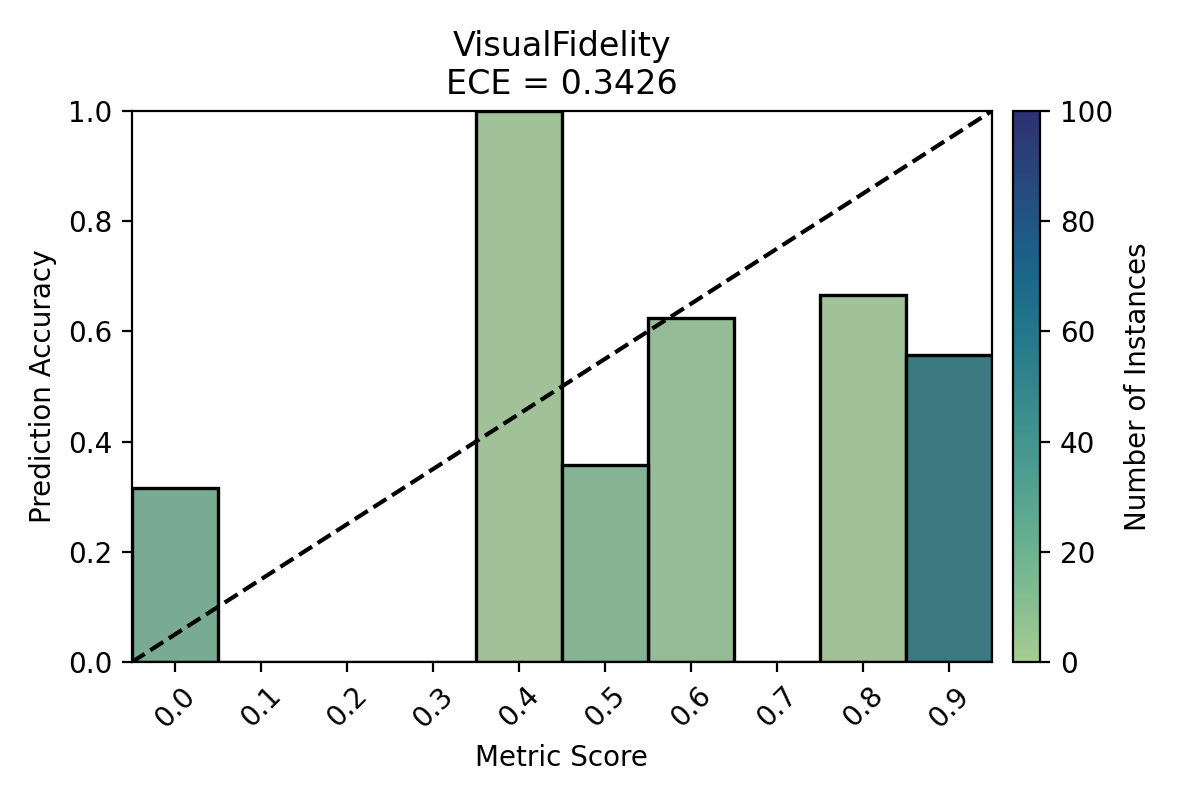 VisualFidelity
ECE = 0.3426
1.0
0.8
0.6
0.4
0.2
0.0
Prediction Accuracy
0.0 0.1 0.2 0.3 0.4 0.5 0.6 0.7 0.8 0.9
Metric Score
100
80
60
40
20
0
Number of Instances